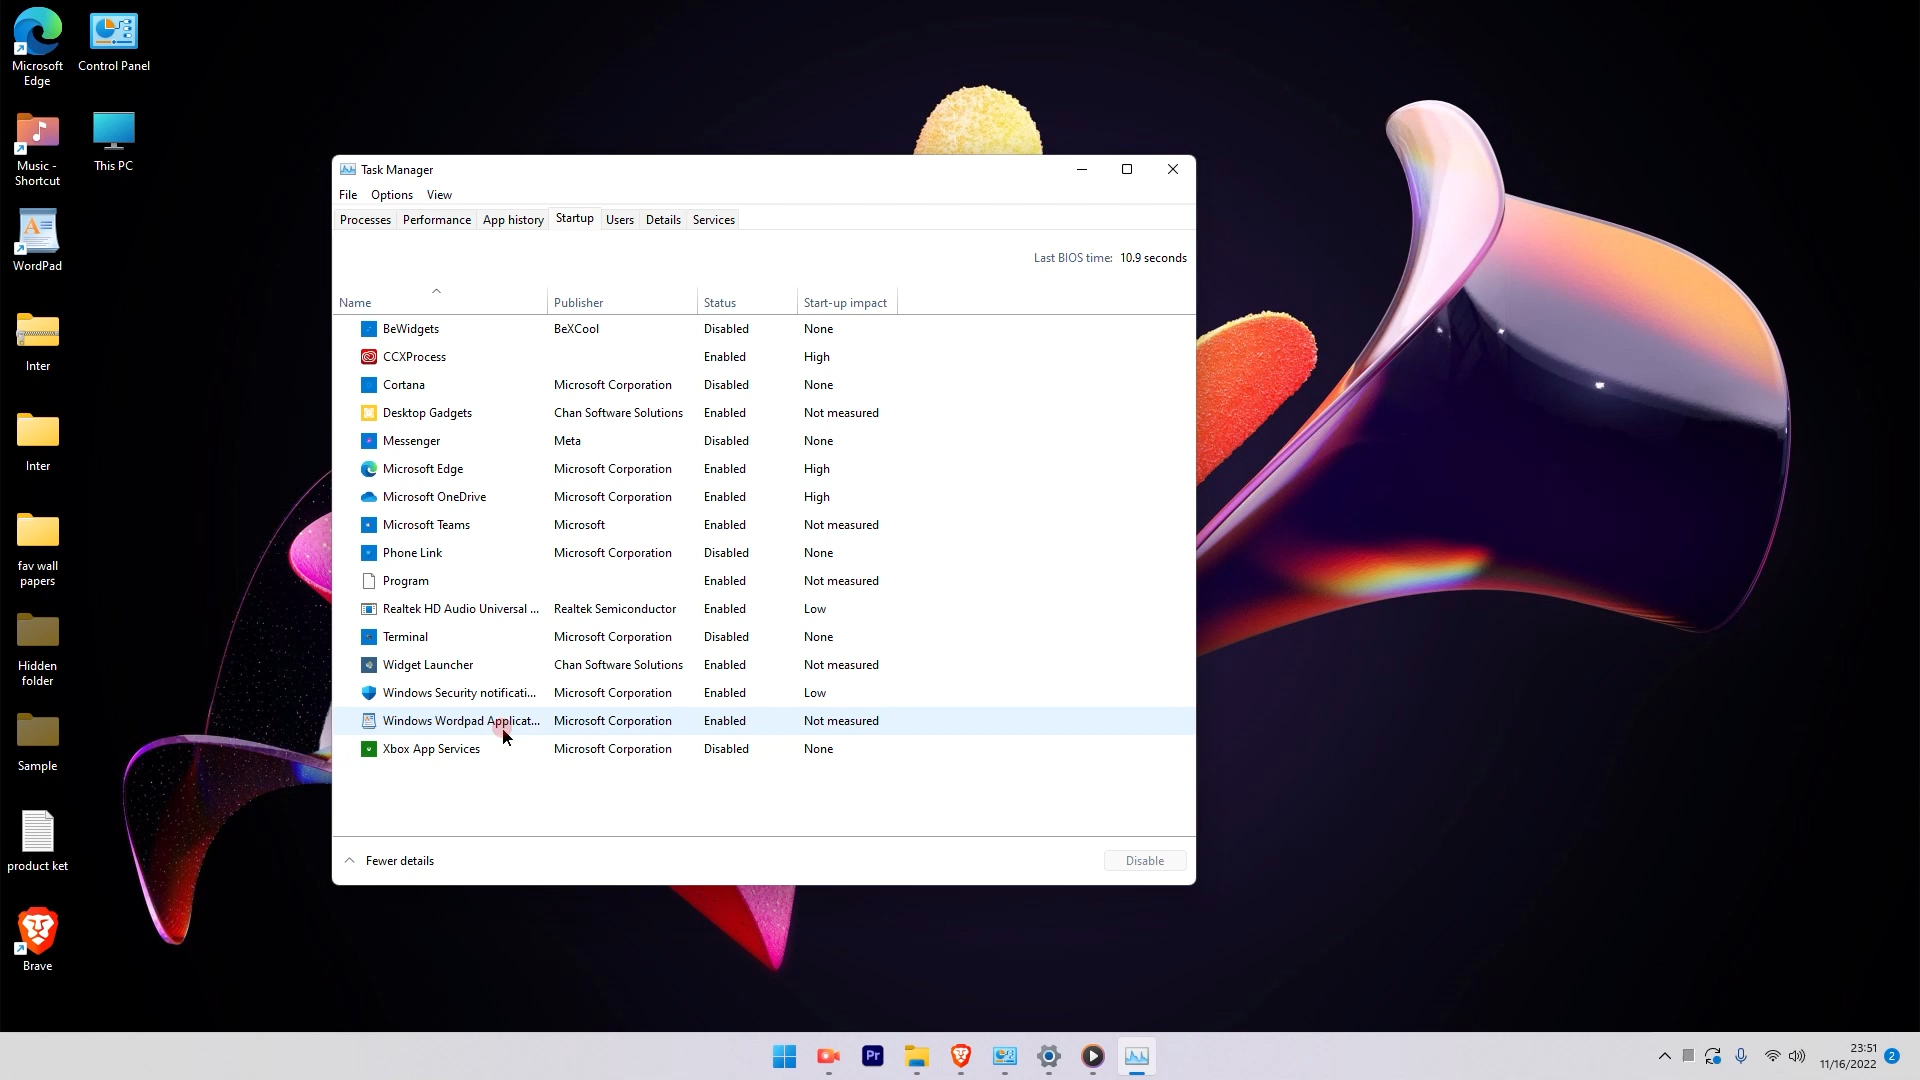 Microsoft
Edge
Control Panel
Music -
Shortcut
This PC
WordPad
Inter
Inter
fav wall
papers
Hidden
folder
Sample
product ket
Brave
Task Manager
File Options View
Processes Performance App history Startup Users Details Services
Last BIOS time: 10.9 seconds
Name Publisher Status Start-up impact
BeWidgets BeXCool Disabled None
CCXProcess Enabled High
Cortana Microsoft Corporation Disabled None
Desktop Gadgets Chan Software Solutions Enabled Not measured
Messenger Meta Disabled None
Microsoft Edge Microsoft Corporation Enabled High
Microsoft OneDrive Microsoft Corporation Enabled High
Microsoft Teams Microsoft Enabled Not measured
Phone Link Microsoft Corporation Disabled None
Program Enabled Not measured
Realtek HD Audio Universal ... Realtek Semiconductor Enabled Low
Terminal Microsoft Corporation Disabled None
Widget Launcher Chan Software Solutions Enabled Not measured
Windows Security notificati... Microsoft Corporation Enabled Low
Windows Wordpad Applicat... Microsoft Corporation Enabled Not measured
Xbox App Services Microsoft Corporation Disabled None
Fewer details Disable
Pr
23:51
11/16/2022
2